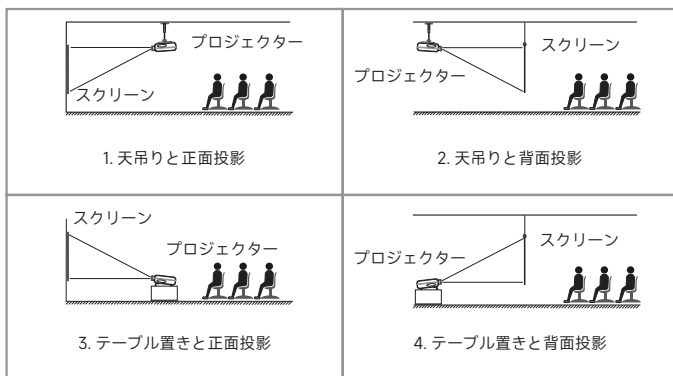 プロジェクター
スクリーン
1. 天吊りと正面投影
スクリーン
プロジェクター
2. 天吊りと背面投影
スクリーン
プロジェクター
3. テーブル置きと正面投影
スクリーン
プロジェクター
4. テーブル置きと背面投影